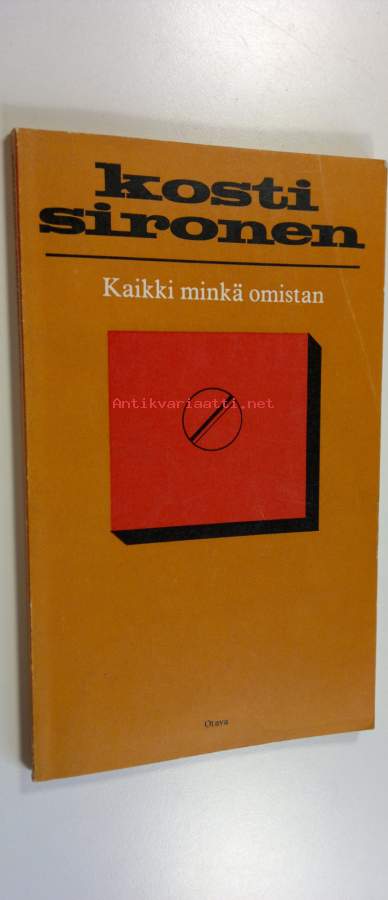 kosti
sironen
Kaikki minkä omistan
Antikvariaatti.net
Otava